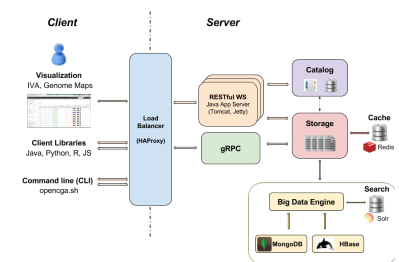 Client
Server
Visualization
IVA, Genome Maps
Client Libraries
Java, Python, R, JS
Command line (CLI)
opencga.sh
Load
Balancer
(HAProxy)
RESTful WS
Java App Server
(Tomcat, Jetty)
gRPC
Catalog
Storage
Cache
Redis
Big Data Engine
Search
Solr
MongoDB
HBase